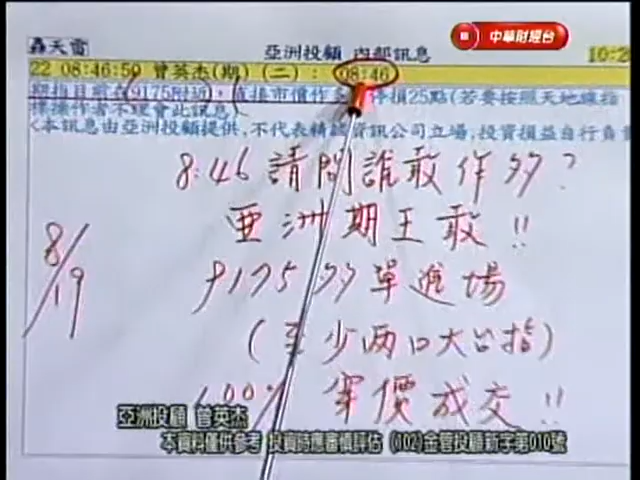 中華財經台
轟天雷
亞洲投顧 內部訊息
10:2
22 08:46:50 曾英杰(期) (二) : 08:46
期指目前在9175附近,直接市價作多 停損25點(若要按照天地線指
操作者不理會此訊息)
<本訊息由亞洲投顧提供,不代表精誠資訊公司立場,投資損益自行負責
8:46 請問誰敢作多?
亞洲期王敢!!
8/19
9175 多單進場
(至少两口大台指)
100% 穿價成交!!
亞洲投顧 曾英杰
本資料僅供參考 投資時應審慎評估 (102)金管投顧新字第010號